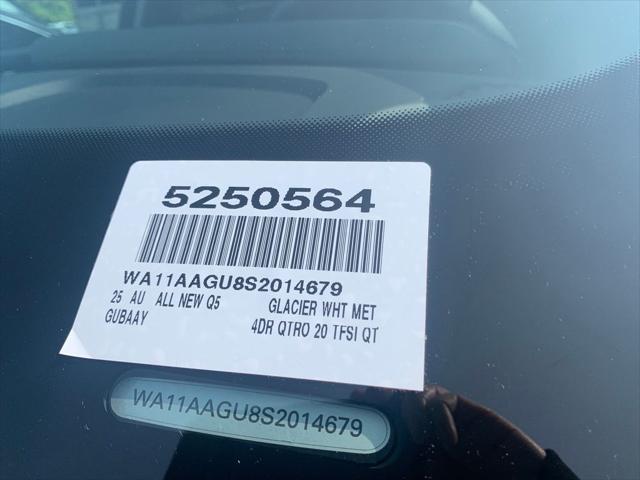 5250564
WA11AAGU8S2014679
25 AU ALL NEW Q5 GLACIER WHT MET
GUBAAY 4DR QTRO 20 TFSI QT
WA11AAGU8S2014679